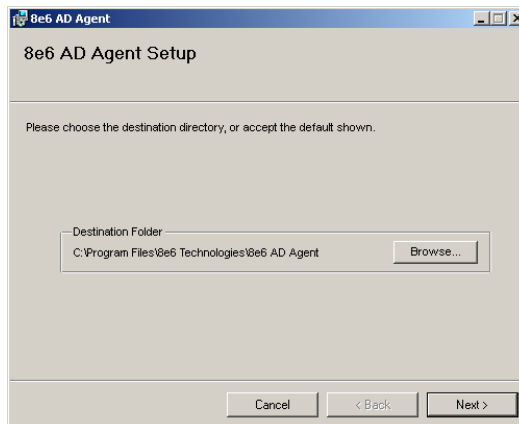 8e6 AD Agent
8e6 AD Agent Setup
Please choose the destination directory, or accept the default shown.
Destination Folder
C:\Program Files\8e6 Technologies\8e6 AD Agent
Browse...
Cancel
< Back
Next >